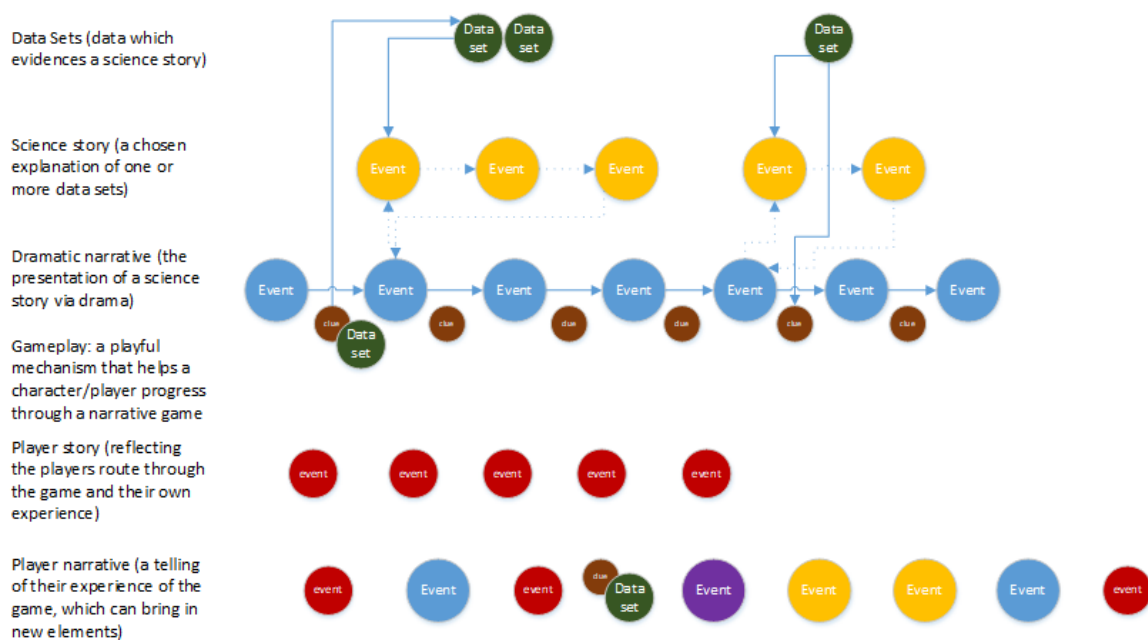 Data Sets (data which
evidences a science story)
Data
set
Data
set
Data
set
Science story (a chosen
explanation of one or
more data sets)
Event
Event
Event
Event
Event
Dramatic narrative (the
presentation of a science
story via drama)
Event
Event
Event
Event
Event
Event
Event
clue
Data
set
clue
clue
clue
clue
clue
Gameplay: a playful
mechanism that helps a
character/player progress
through a narrative game
Player story (reflecting
the players route through
the game and their own
experience)
event
event
event
event
event
Player narrative (a telling
of their experience of the
game, which can bring in
new elements)
event
Event
event
clue
Data
set
Event
Event
Event
Event
event